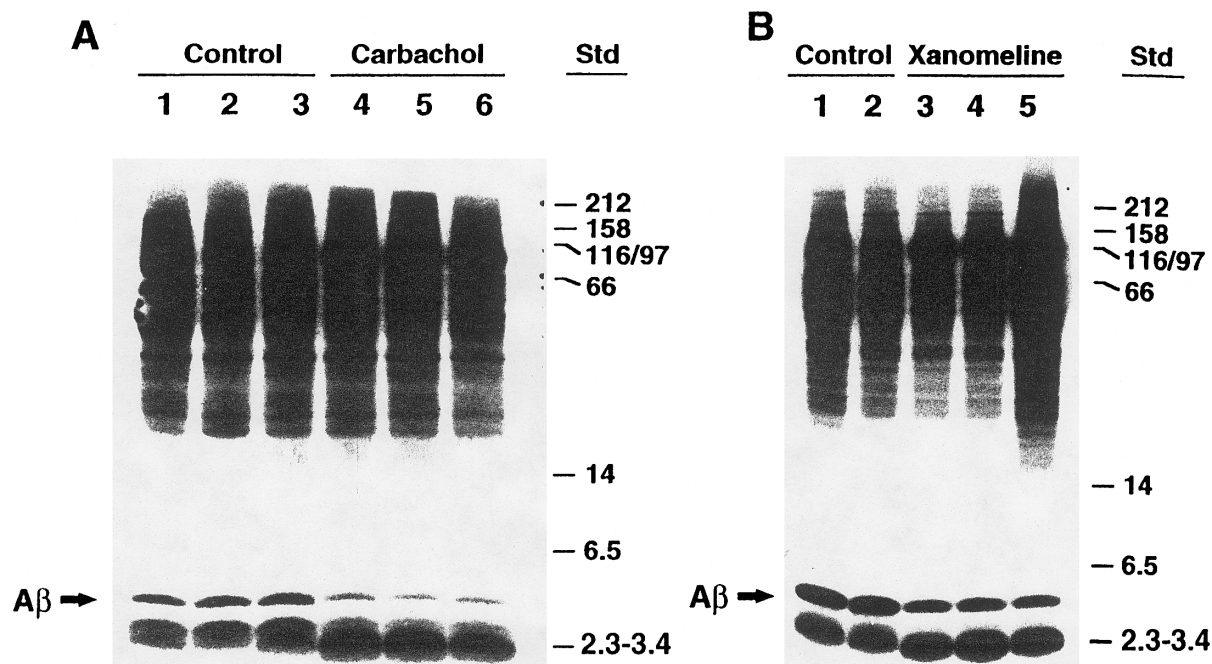 A
Control Carbachol Std
1 2 3 4 5 6
212
158
116/97
66
14
6.5
Aβ
2.3-3.4
B
Control Xanomeline Std
1 2 3 4 5
212
158
116/97
66
14
6.5
Aβ
2.3-3.4